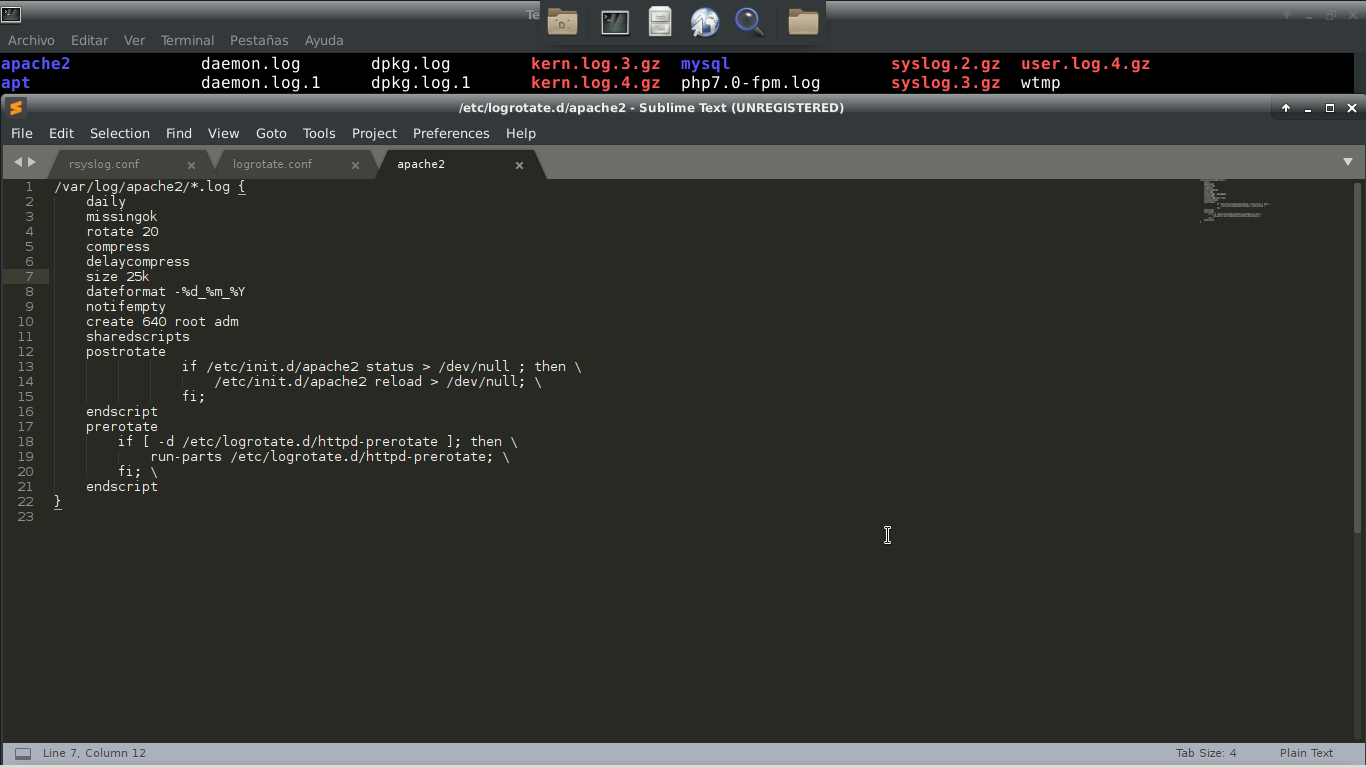 Te
Archivo Editar Ver Terminal Pestañas Ayuda
apache2 daemon.log dpkg.log kern.log.3.gz mysql syslog.2.gz user.log.4.gz
apt daemon.log.1 dpkg.log.1 kern.log.4.gz php7.0-fpm.log syslog.3.gz wtmp
/etc/logrotate.d/apache2 - Sublime Text (UNREGISTERED)
File Edit Selection Find View Goto Tools Project Preferences Help
rsyslog.conf logrotate.conf apache2
1 /var/log/apache2/*.log {
2 daily
3 missingok
4 rotate 20
5 compress
6 delaycompress
7 size 25k
8 dateformat -%d_%m_%Y
9 notifempty
10 create 640 root adm
11 sharedscripts
12 postrotate
13 if /etc/init.d/apache2 status > /dev/null ; then \
14 /etc/init.d/apache2 reload > /dev/null; \
15 fi;
16 endscript
17 prerotate
18 if [ -d /etc/logrotate.d/httpd-prerotate ]; then \
19 run-parts /etc/logrotate.d/httpd-prerotate; \
20 fi; \
21 endscript
22 }
23
Line 7, Column 12 Tab Size: 4 Plain Text